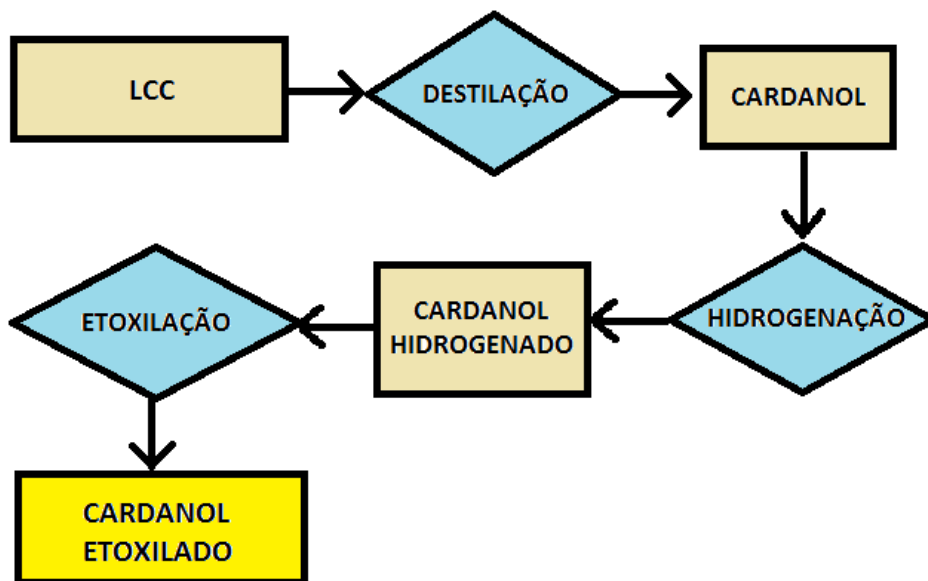 LCC
DESTILAÇÃO
CARDANOL
HIDROGENAÇÃO
CARDANOL
HIDROGENADO
ETOXILAÇÃO
CARDANOL
ETOXILADO